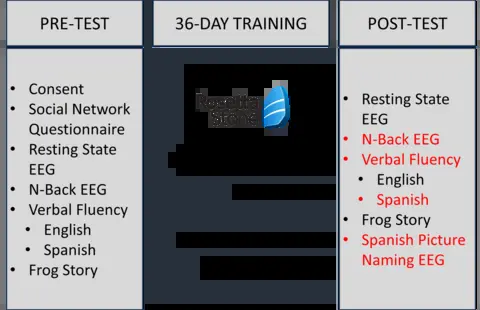 PRE-TEST
36-DAY TRAINING
POST-TEST
• Consent
• Social Network
Questionnaire
• Resting State
EEG
• N-Back EEG
• Verbal Fluency
• English
• Spanish
• Frog Story
Rosetta
Stone
• Resting State
EEG
• N-Back EEG
• Verbal Fluency
• English
• Spanish
• Frog Story
• Spanish Picture
Naming EEG